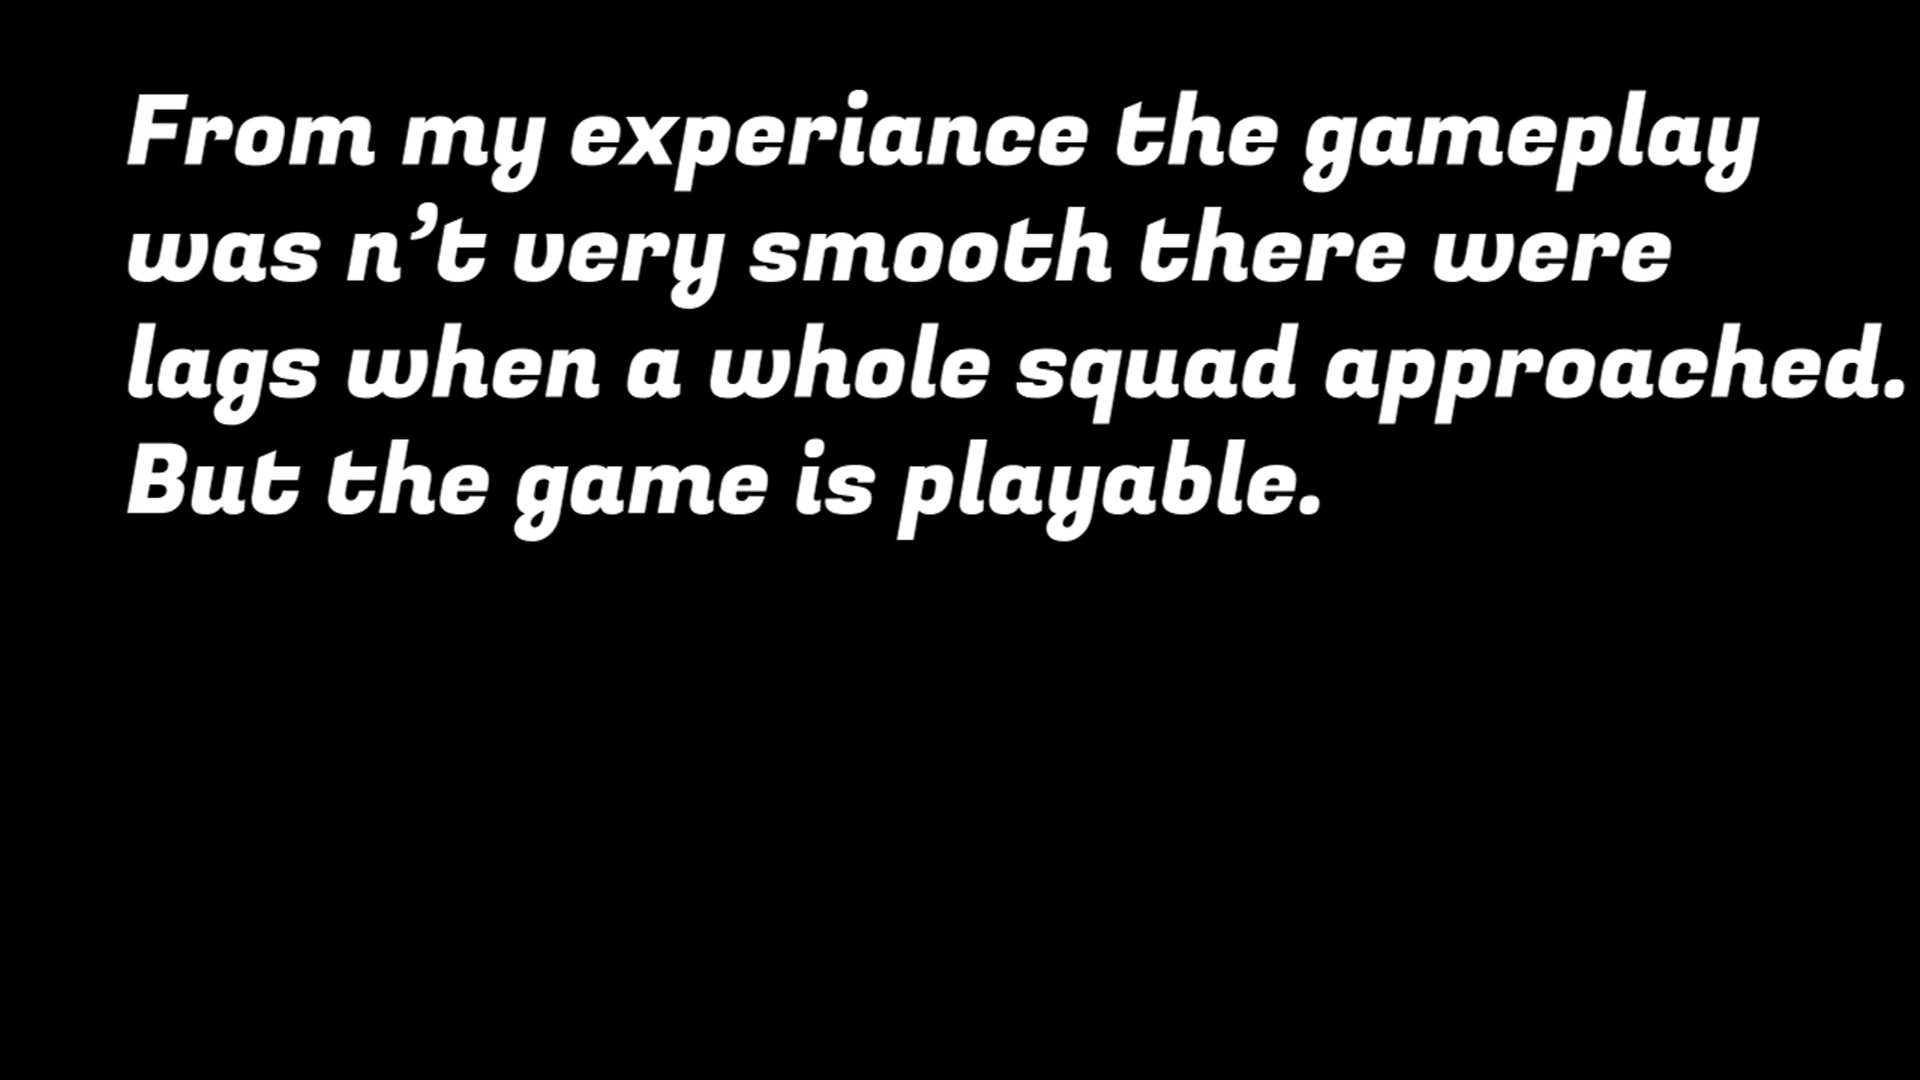 From my experiance the gameplay
was n’t very smooth there were
lags when a whole squad approached.
But the game is playable.